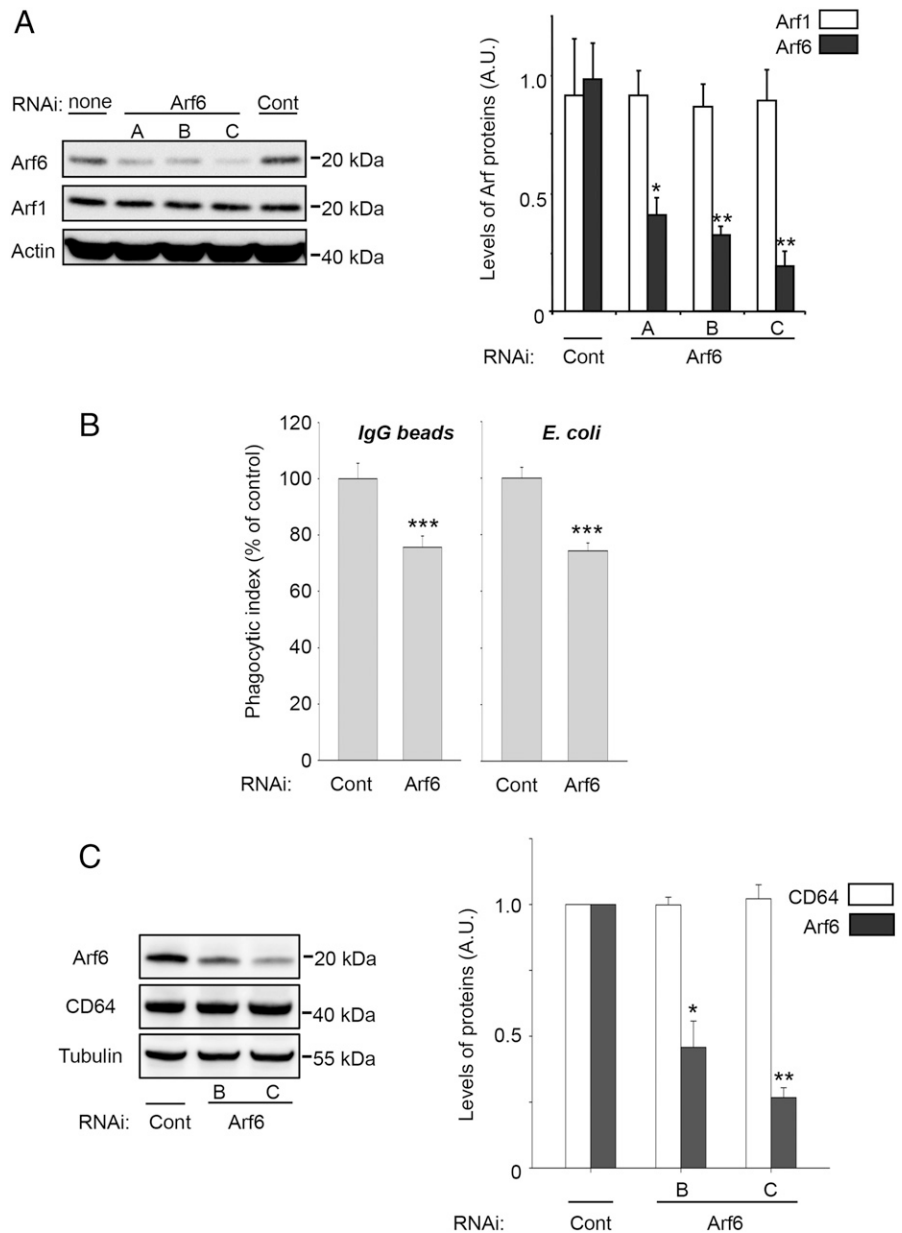 A
RNAi: none Arf6 Cont
A B C
Arf6 20 kDa
Arf1 20 kDa
Actin 40 kDa
Arf1
Arf6
Levels of Arf proteins (A.U.)
1.0
0.5
0
*
**
**
A B C
RNAi: Cont Arf6
B
Phagocytic index (% of control)
120
100
80
60
40
20
0
IgG beads E. coli
*** ***
RNAi: Cont Arf6 Cont Arf6
C
Arf6 20 kDa
CD64 40 kDa
Tubulin 55 kDa
B C
RNAi: Cont Arf6
CD64
Arf6
Levels of proteins (A.U.)
1.0
0.5
0
*
**
B C
RNAi: Cont Arf6